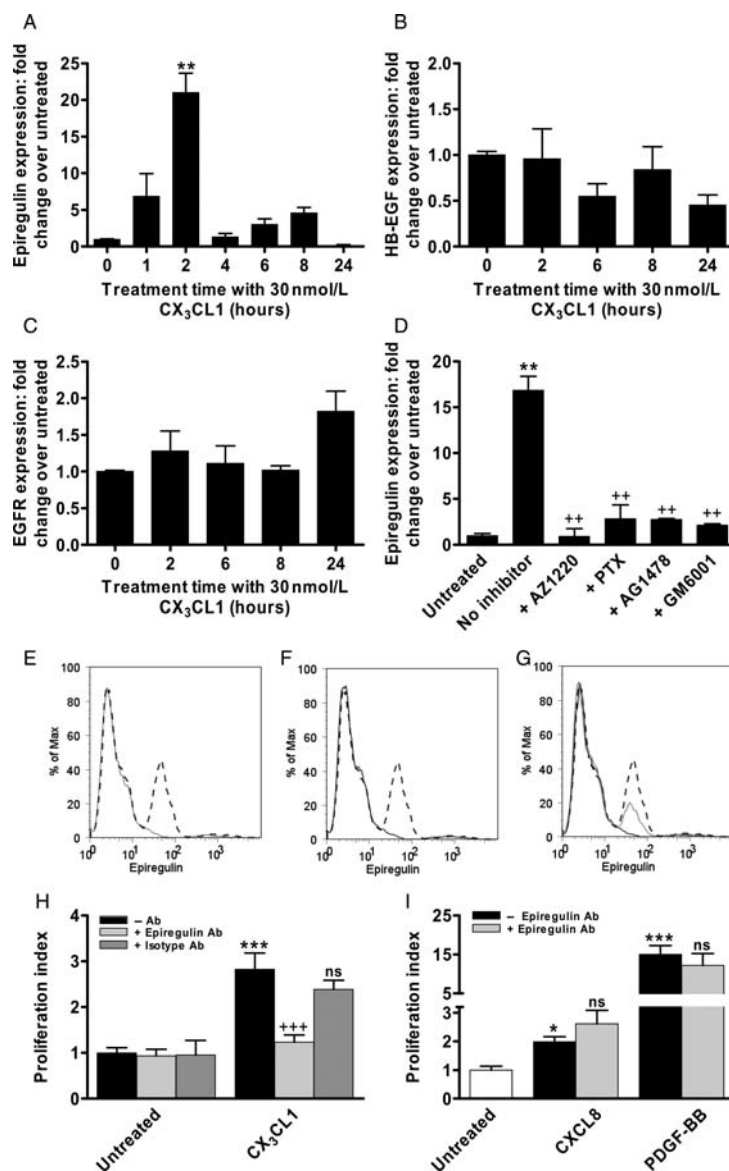 A
Epiregulin expression: fold
change over untreated
25
20
15
10
5
0
**
0 1 2 4 6 8 24
Treatment time with 30 nmol/L
CX3CL1 (hours)
B
HB-EGF expression: fold
change over untreated
2.0
1.5
1.0
0.5
0.0
0 2 6 8 24
Treatment time with 30 nmol/L
CX3CL1 (hours)
C
EGFR expression: fold
change over untreated
2.5
2.0
1.5
1.0
0.5
0.0
0 2 6 8 24
Treatment time with 30 nmol/L
CX3CL1 (hours)
D
Epiregulin expression: fold
change over untreated
20
15
10
5
0
**
++ ++ ++ ++
Untreated
No inhibitor
+ AZ1220
+ PTX
+ AG1478
+ GM6001
E
% of Max
100
80
60
40
20
0
10^0 10^1 10^2 10^3
Epiregulin
F
% of Max
100
80
60
40
20
0
10^0 10^1 10^2 10^3
Epiregulin
G
% of Max
100
80
60
40
20
0
10^0 10^1 10^2 10^3
Epiregulin
H
Proliferation index
4
3
2
1
0
– Ab
+ Epiregulin Ab
+ Isotype Ab
***
+++
ns
Untreated
CX3CL1
I
Proliferation index
25
15
5
3
2
1
0
– Epiregulin Ab
+ Epiregulin Ab
*
ns
***
ns
Untreated
CXCL8
PDGF-BB